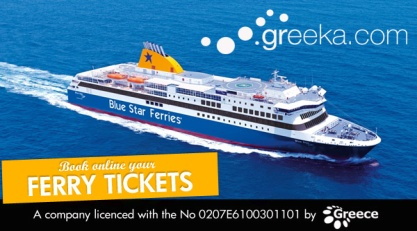 greeka.com
Blue Star Ferries
Book online your
FERRY TICKETS
A company licenced with the No 0207E6100301101 by Greece